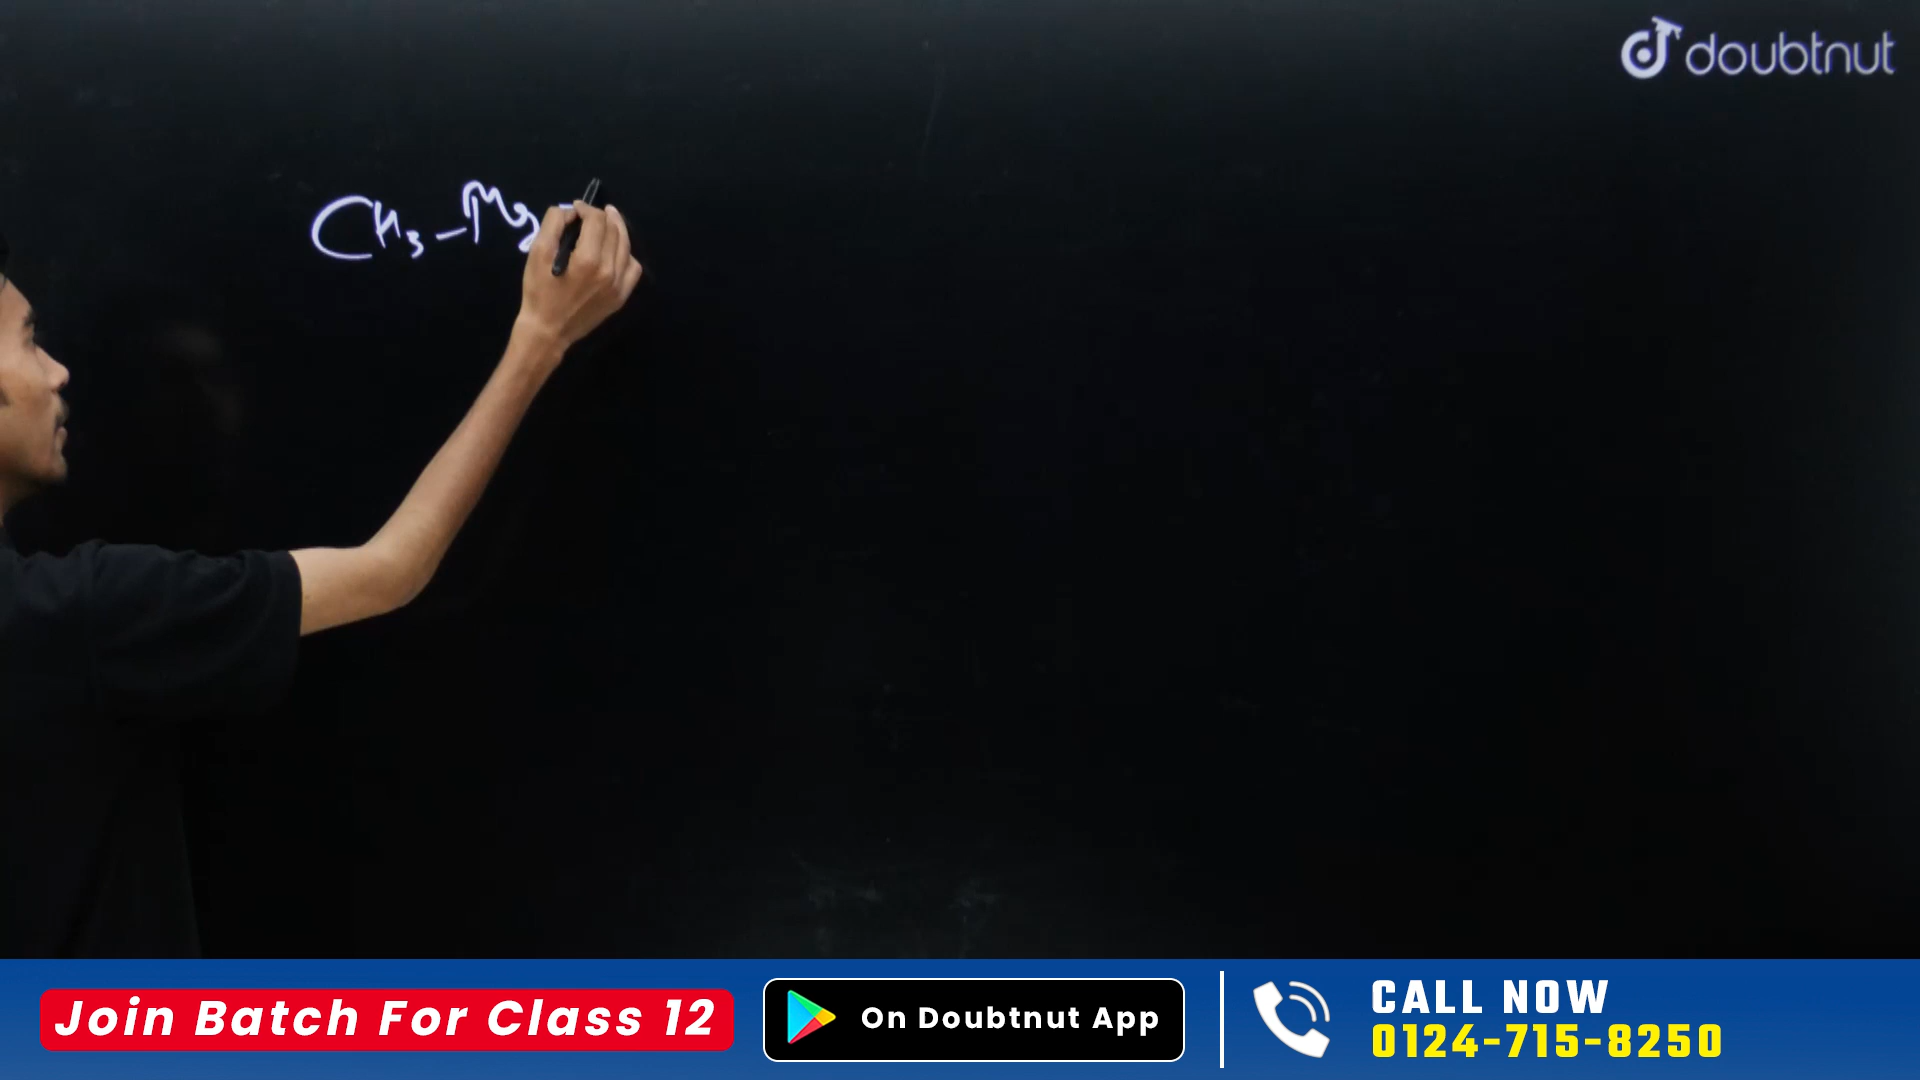 doubtnut
CH₃-Mg-
Join Batch For Class 12
On Doubtnut App
CALL NOW
0124-715-8250